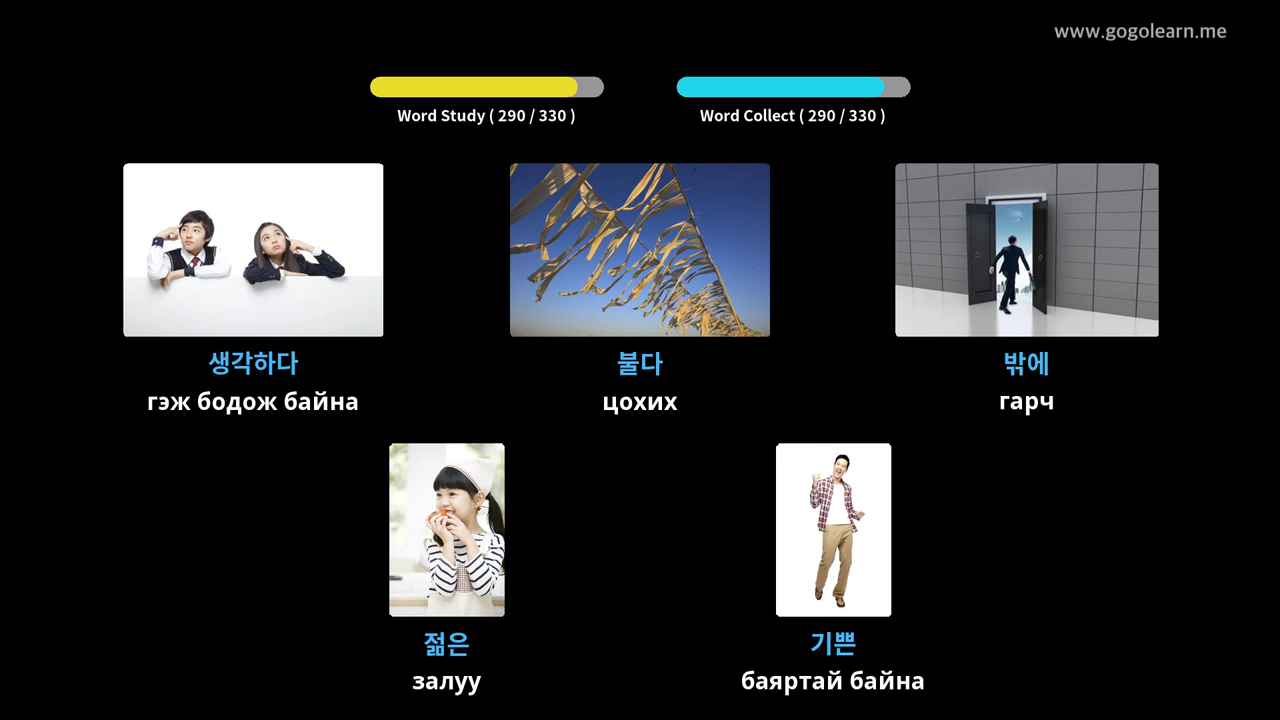 www.gogolearn.me
Word Study ( 290 / 330 )
Word Collect ( 290 / 330 )
생각하다
гэж бодож байна
불다
цохих
밖에
гарч
젊은
залуу
기쁜
баяртай байна